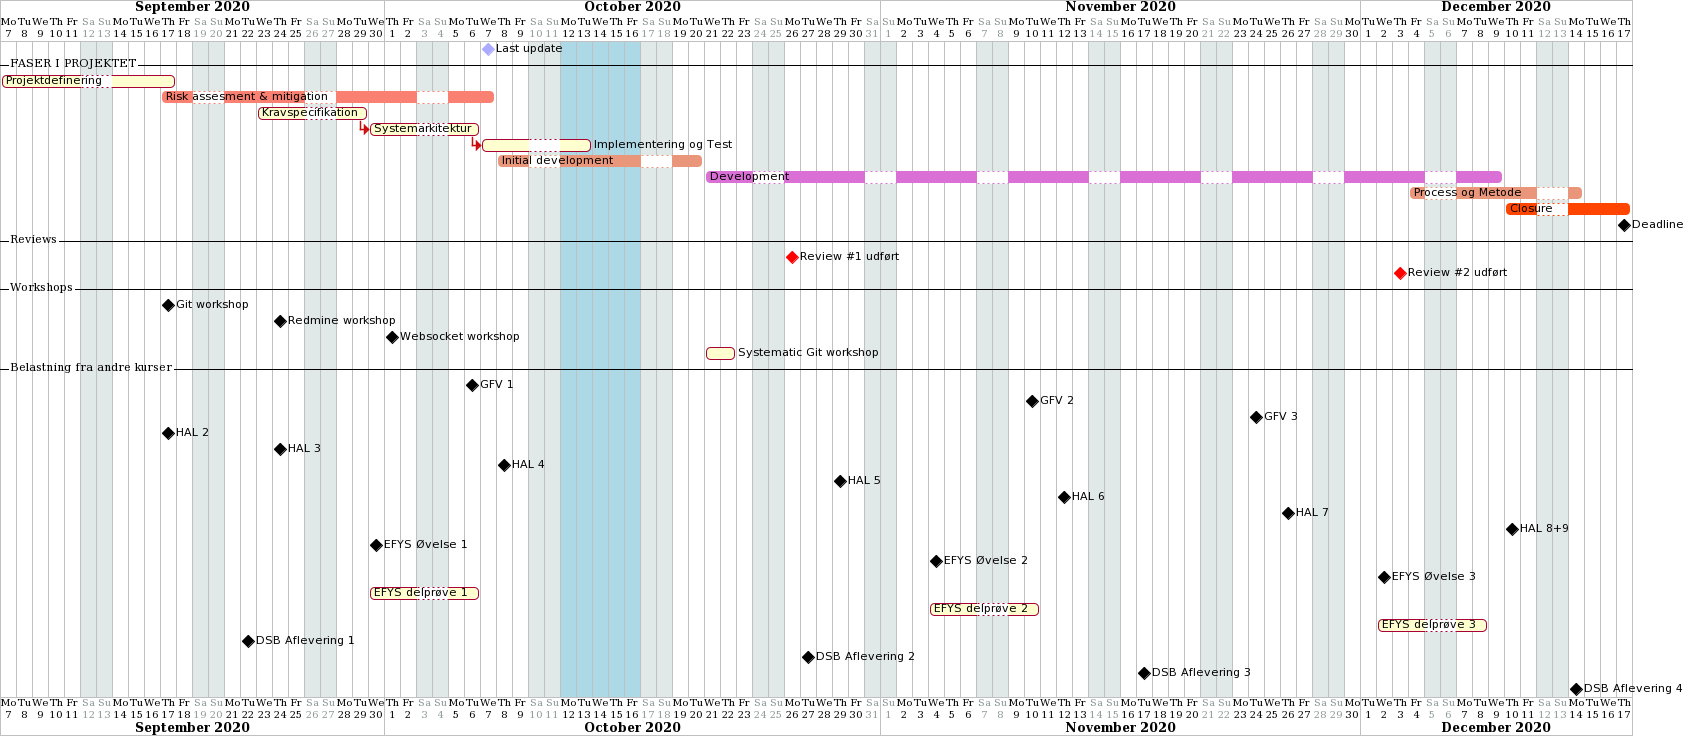 September 2020 October 2020 November 2020 December 2020
Mo Tu We Th Fr Sa Su Mo Tu We Th Fr Sa Su Mo Tu We Th Fr Sa Su Mo Tu We Th Fr Sa Su Mo Tu We Th Fr Sa Su Mo Tu We Th Fr Sa Su Mo Tu We Th Fr Sa Su Mo Tu We Th Fr Sa Su Mo Tu We Th Fr Sa Su Mo Tu We Th Fr Sa Su Mo Tu We Th Fr Sa Su Mo Tu We Th Fr Sa Su Mo Tu We Th Fr Sa Su Mo Tu We Th Fr Sa Su Mo Tu We Th
7 8 9 10 11 12 13 14 15 16 17 18 19 20 21 22 23 24 25 26 27 28 29 30 1 2 3 4 5 6 7 8 9 10 11 12 13 14 15 16 17 18 19 20 21 22 23 24 25 26 27 28 29 30 31 1 2 3 4 5 6 7 8 9 10 11 12 13 14 15 16 17 18 19 20 21 22 23 24 25 26 27 28 29 30 1 2 3 4 5 6 7 8 9 10 11 12 13 14 15 16 17
Last update
FASER I PROJEKTET
Projektdefinering
Risk assesment & mitigation
Kravspecifikation
Systemarkitektur
Implementering og Test
Initial development
Development
Process og Metode
Closure
Deadline
Reviews
Review #1 udført
Review #2 udført
Workshops
Git workshop
Redmine workshop
Websocket workshop
Systematic Git workshop
Belastning fra andre kurser
GFV 1
GFV 2
GFV 3
HAL 2
HAL 3
HAL 4
HAL 5
HAL 6
HAL 7
HAL 8+9
EFYS Øvelse 1
EFYS Øvelse 2
EFYS Øvelse 3
EFYS delprøve 1
EFYS delprøve 2
EFYS delprøve 3
DSB Aflevering 1
DSB Aflevering 2
DSB Aflevering 3
DSB Aflevering 4
Mo Tu We Th Fr Sa Su Mo Tu We Th Fr Sa Su Mo Tu We Th Fr Sa Su Mo Tu We Th Fr Sa Su Mo Tu We Th Fr Sa Su Mo Tu We Th Fr Sa Su Mo Tu We Th Fr Sa Su Mo Tu We Th Fr Sa Su Mo Tu We Th Fr Sa Su Mo Tu We Th Fr Sa Su Mo Tu We Th Fr Sa Su Mo Tu We Th Fr Sa Su Mo Tu We Th Fr Sa Su Mo Tu We Th Fr Sa Su Mo Tu We Th
7 8 9 10 11 12 13 14 15 16 17 18 19 20 21 22 23 24 25 26 27 28 29 30 1 2 3 4 5 6 7 8 9 10 11 12 13 14 15 16 17 18 19 20 21 22 23 24 25 26 27 28 29 30 31 1 2 3 4 5 6 7 8 9 10 11 12 13 14 15 16 17 18 19 20 21 22 23 24 25 26 27 28 29 30 1 2 3 4 5 6 7 8 9 10 11 12 13 14 15 16 17
September 2020 October 2020 November 2020 December 2020